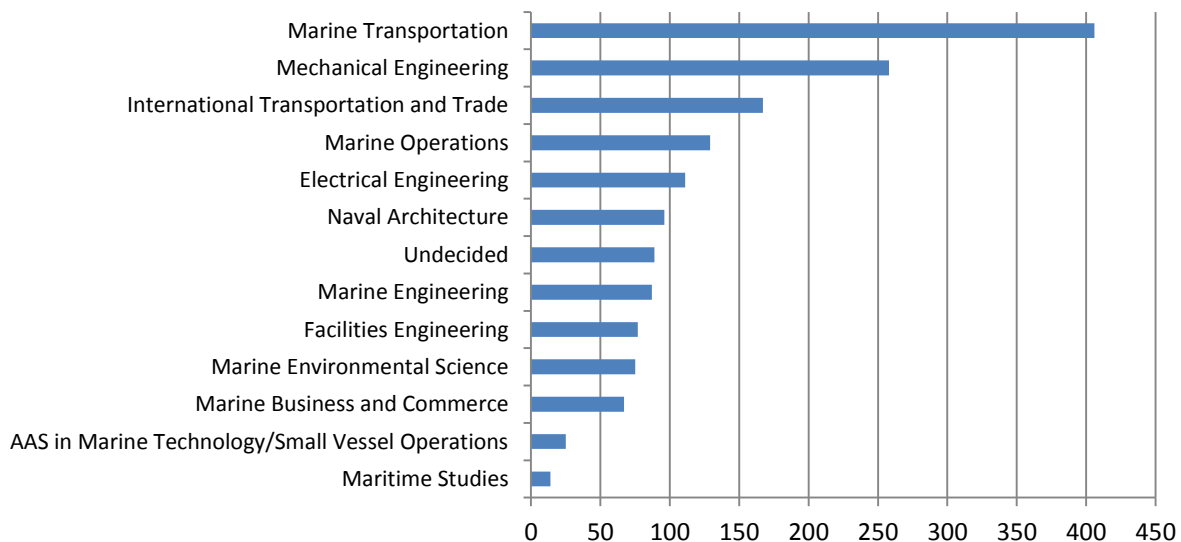 Marine Transportation
Mechanical Engineering
International Transportation and Trade
Marine Operations
Electrical Engineering
Naval Architecture
Undecided
Marine Engineering
Facilities Engineering
Marine Environmental Science
Marine Business and Commerce
AAS in Marine Technology/Small Vessel Operations
Maritime Studies
0 50 100 150 200 250 300 350 400 450